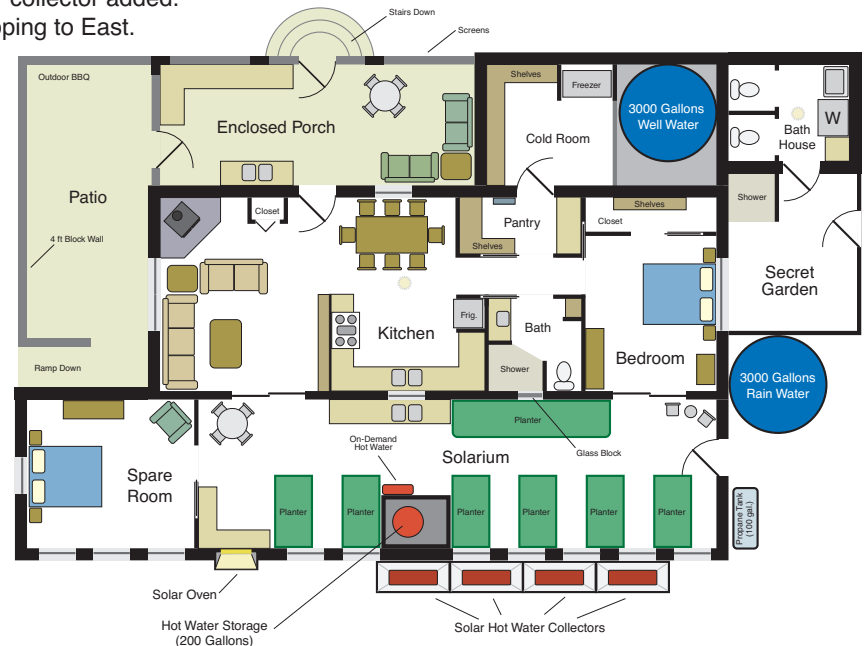 collector added.
pping to East.
Stairs Down
Screens
Outdoor BBQ
Enclosed Porch
Shelves
Freezer
Cold Room
3000 Gallons
Well Water
W
Bath
House
Patio
4 ft Block Wall
Closet
Pantry
Shelves
Shelves
Closet
Shower
Secret
Garden
Kitchen
Frig.
Bath
Shower
Bedroom
Ramp Down
3000 Gallons
Rain Water
Planter
Glass Block
On-Demand
Hot Water
Solarium
Spare
Room
Planter
Planter
Planter
Planter
Planter
Planter
Propane Tank
(100 gal.)
Solar Oven
Hot Water Storage
(200 Gallons)
Solar Hot Water Collectors